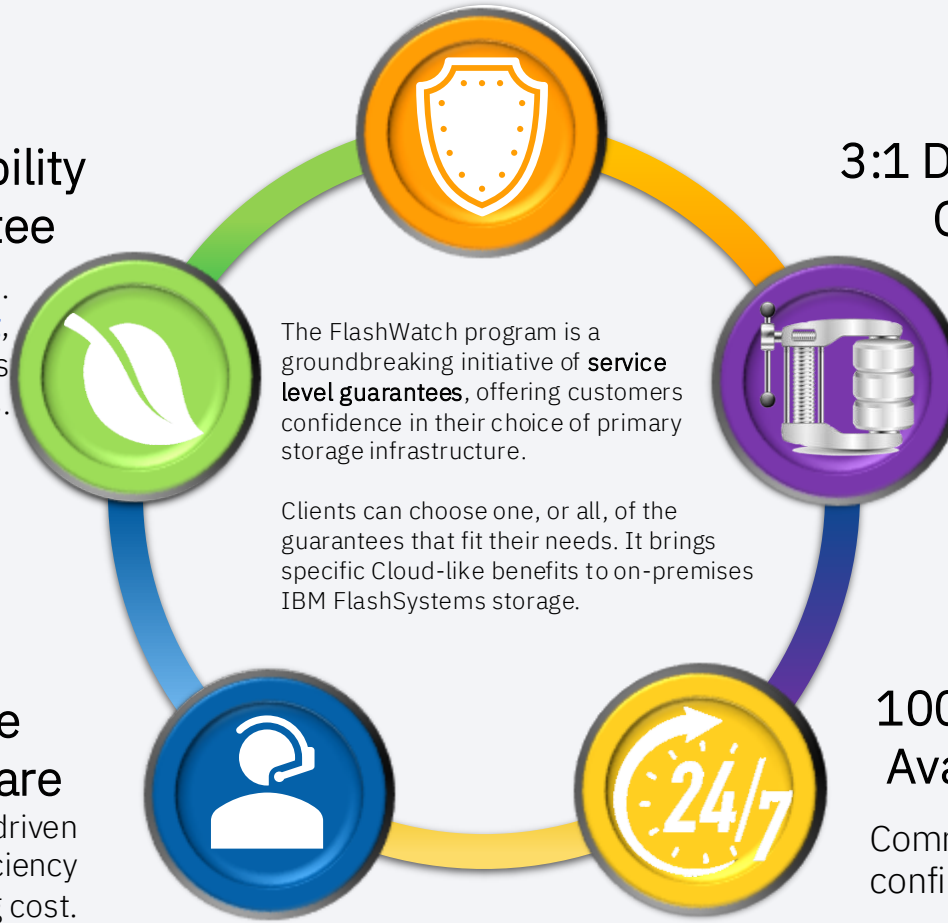 3:1 D
The FlashWatch program is a
groundbreaking initiative of service
level guarantees, offering customers
confidence in their choice of primary
storage infrastructure.
Clients can choose one, or all, of the
guarantees that fit their needs. It brings
specific Cloud-like benefits to on-premises
IBM FlashSystems storage.
bility
tee
e
are
driven
ciency
cost.
24/7
100
Ava
Comm
confi